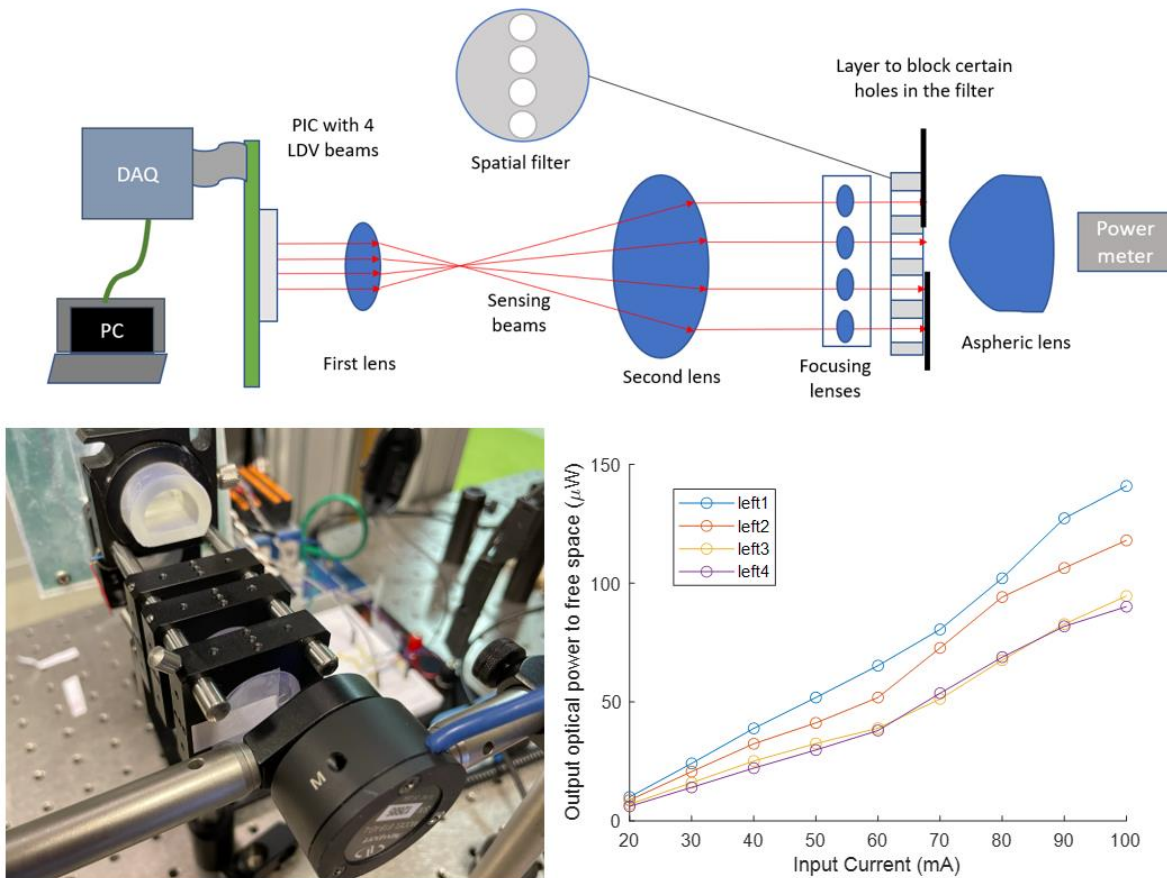 Layer to block certain
holes in the filter
PIC with 4
LDV beams
Spatial filter
DAQ
Power
meter
PC
Sensing
beams
First lens
Second lens
Focusing
lenses
Aspheric lens
M
Output optical power to free space (μW)
150
100
50
0
left1
left2
left3
left4
20 30 40 50 60 70 80 90 100
Input Current (mA)